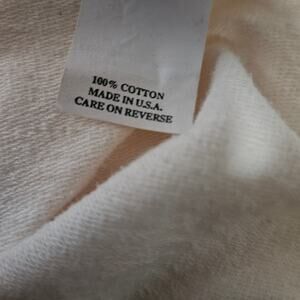 100% COTTON
MADE IN U.S.A.
CARE ON REVERSE